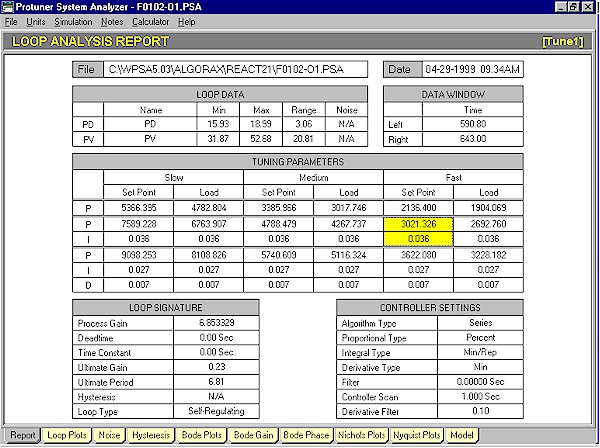 Protuner System Analyzer - F0102-01.PSA
File Units Simulation Notes Calculator Help
LOOP ANALYSIS REPORT [Tune1]
File C:\WPSA5.03\ALGORAX\REACT21\F0102-O1.PSA Date 04-29-1999 09:34AM
LOOP DATA
Name Min Max Range Noise
PD PD 15.93 18.99 3.06 N/A
PV PV 31.87 52.68 20.81 N/A
DATA WINDOW
Time
Left 590.80
Right 643.00
TUNING PARAMETERS
Slow Medium Fast
Set Point Load Set Point Load Set Point Load
P 5366.395 4782.804 3385.966 3017.746 2136.400 1904.069
P 7589.228 6763.907 4788.479 4267.737 3021.326 2692.760
I 0.036 0.036 0.036 0.036 0.036 0.036
P 9098.253 8108.826 5740.609 5116.324 3622.080 3228.182
I 0.027 0.027 0.027 0.027 0.027 0.027
D 0.007 0.007 0.007 0.007 0.007 0.007
LOOP SIGNATURE
Process Gain 6.853329
Deadtime 0.00 Sec
Time Constant 0.00 Sec
Ultimate Gain 0.23
Ultimate Period 6.81
Hysteresis N/A
Loop Type Self-Regulating
CONTROLLER SETTINGS
Algorithm Type Series
Proportional Type Percent
Integral Type Min/Rep
Derivative Type Min
Filter 0.00000 Sec
Controller Scan 1.000 Sec
Derivative Filter 0.10
Report Loop Plots Noise Hysteresis Bode Plots Bode Gain Bode Phase Nichols Plots Nyquist Plots Model